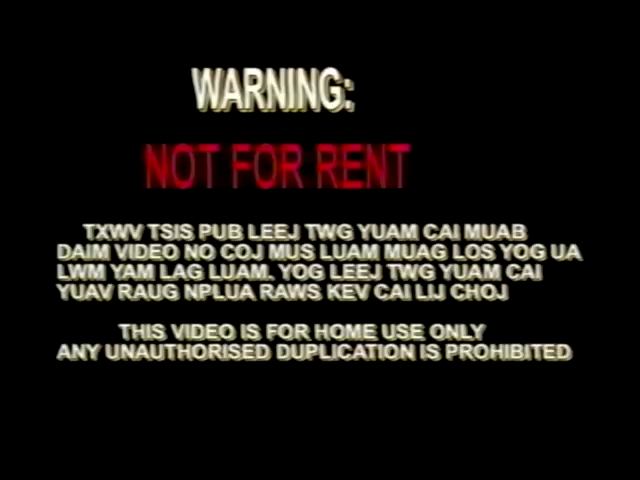 WARNING:
NOT FOR RENT
TXWV TSIS PUB LEEJ TWG YUAM CAI MUAB
DAIM VIDEO NO COJ MUS LUAM MUAG LOS YOG UA
LWM YAM LAG LUAM. YOG LEEJ TWG YUAM CAI
YUAV RAUG NPLUA RAWS KEV CAI LIJ CHOJ
THIS VIDEO IS FOR HOME USE ONLY
ANY UNAUTHORISED DUPLICATION IS PROHIBITED